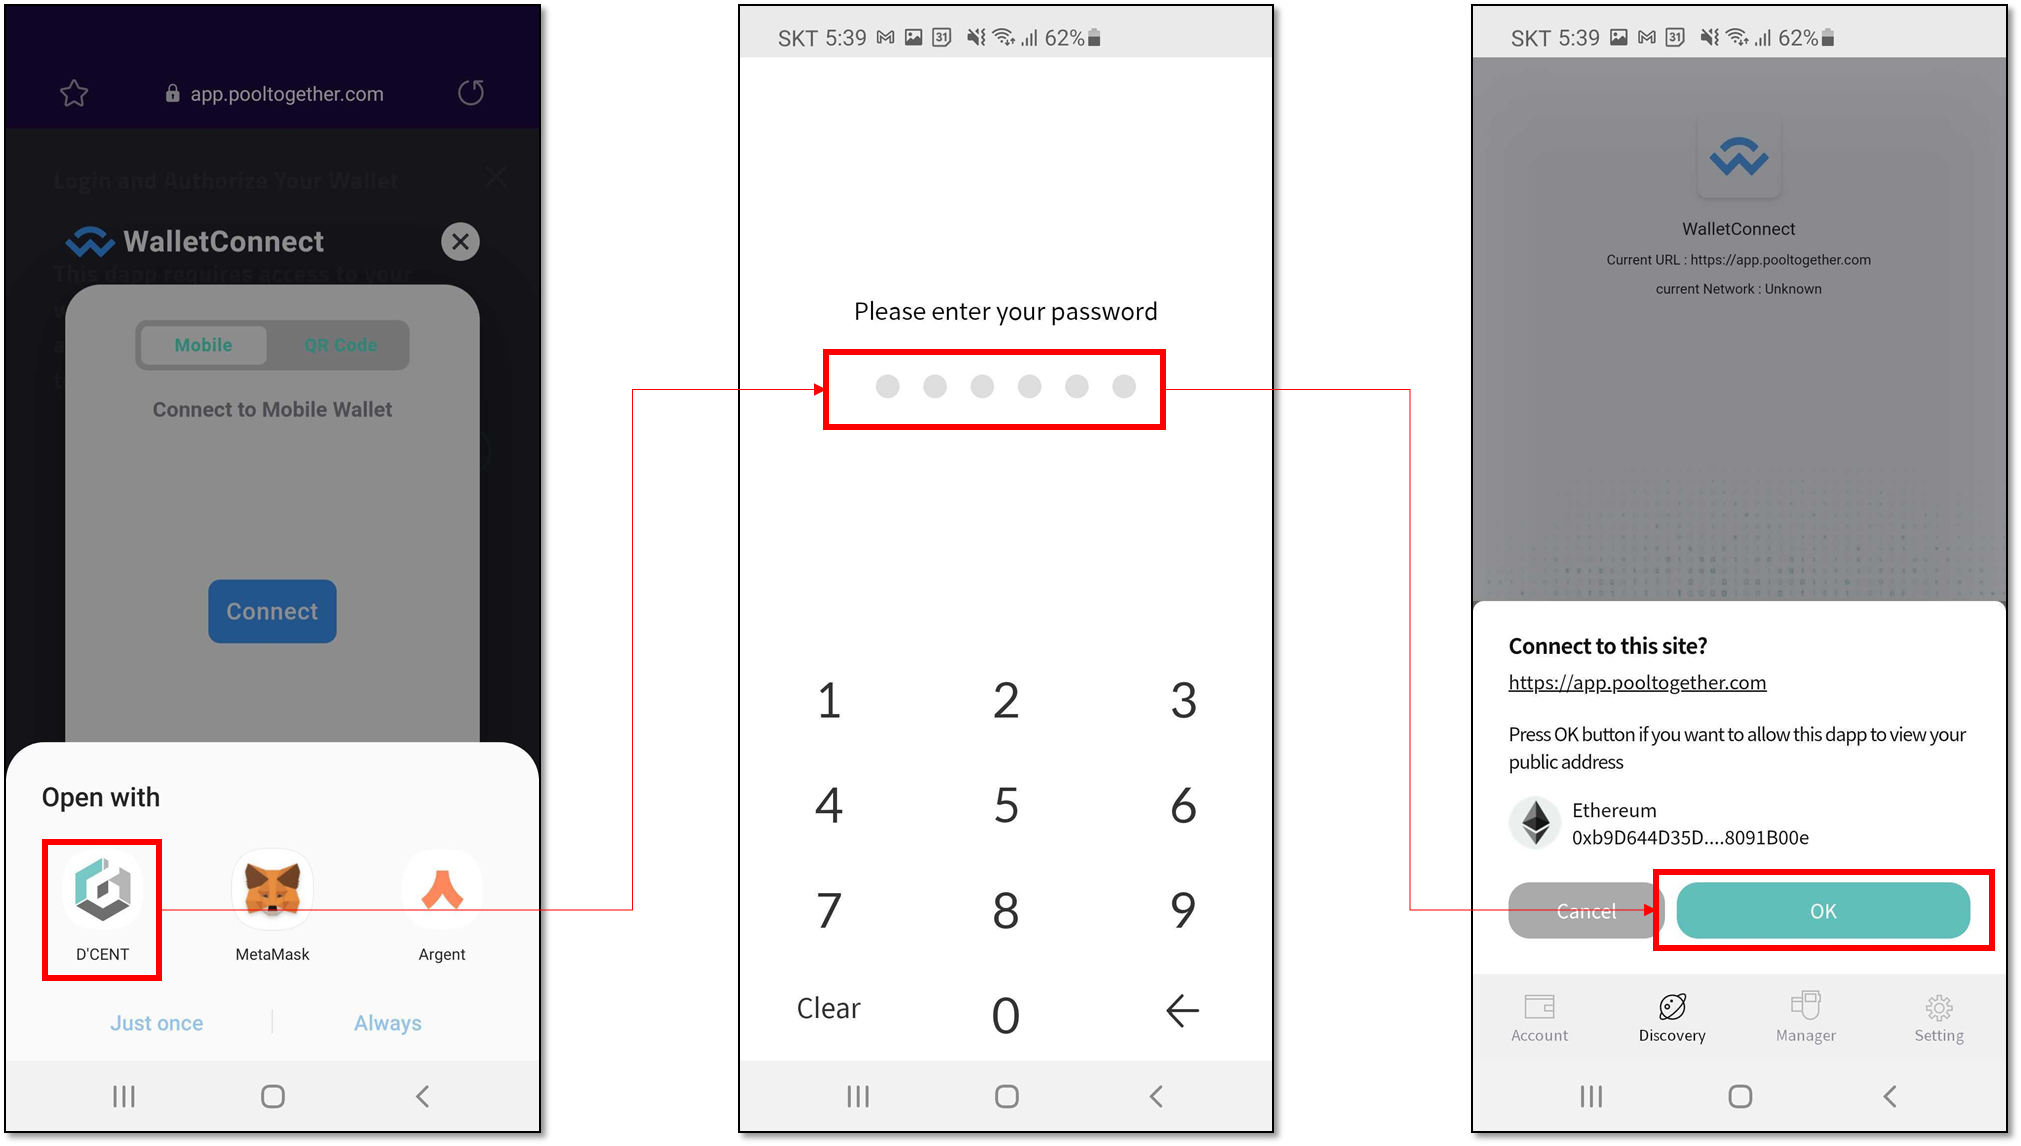 app.pooltogether.com
Login and Authorize Your Wallet
WalletConnect
This dapp requires access to your
Mobile
QR Code
Connect to Mobile Wallet
Connect
Open with
D'CENT
MetaMask
Argent
Just once
Always
SKT 5:39
31
62%
Please enter your password
1 2 3
4 5 6
7 8 9
Clear 0
SKT 5:39
31
62%
WalletConnect
Current URL : https://app.pooltogether.com
current Network : Unknown
Connect to this site?
https://app.pooltogether.com
Press OK button if you want to allow this dapp to view your
public address
Ethereum
0xb9D644D35D....8091B00e
Cancel
OK
Account
Discovery
Manager
Setting